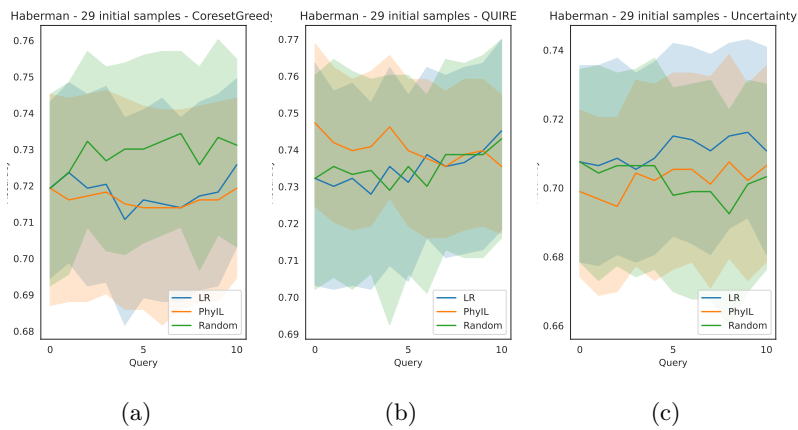 Haberman - 29 initial samples - CoresetGreedy
0.76
0.75
0.74
0.73
0.72
0.71
0.70
0.69
0.68
0
5
10
Query
LR
PhyIL
Random
(a)
Haberman - 29 initial samples - QUIRE
0.77
0.76
0.75
0.74
0.73
0.72
0.71
0.70
0.69
0
5
10
Query
LR
PhyIL
Random
(b)
Haberman - 29 initial samples - Uncertainty
0.74
0.72
0.70
0.68
0.66
0
5
10
Query
LR
PhyIL
Random
(c)